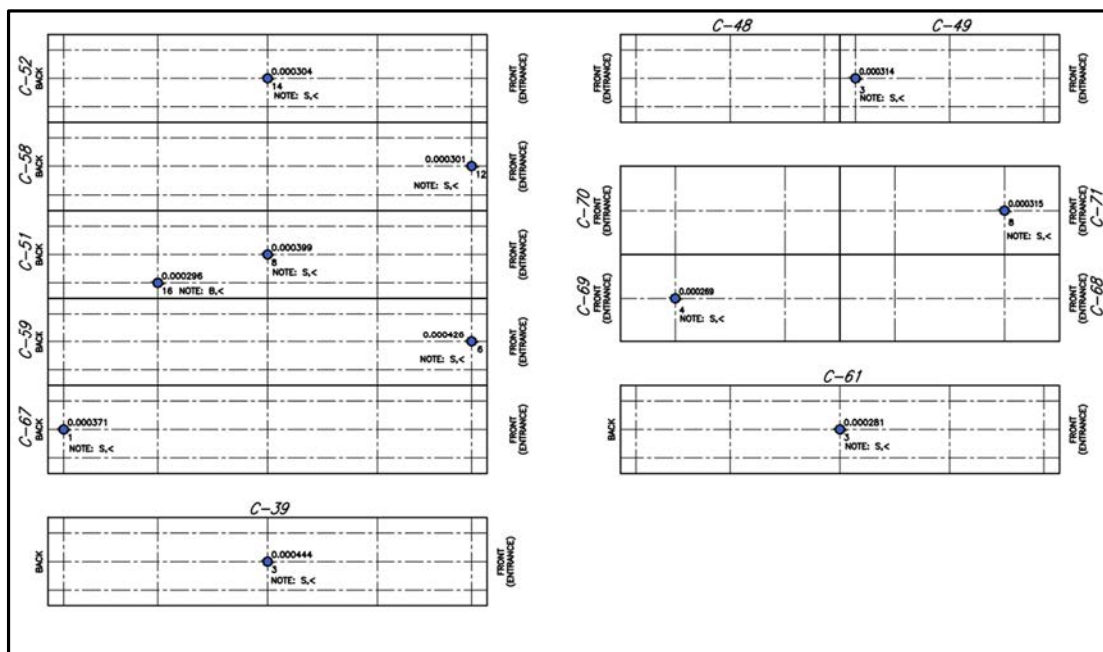 C-52
BACK
0.000304
14
NOTE: S,<
FRONT
(ENTRANCE)
C-58
BACK
0.000301
12
NOTE: S,<
FRONT
(ENTRANCE)
C-51
BACK
0.000399
8
NOTE: S,<
0.000296
16 NOTE: B,<
FRONT
(ENTRANCE)
C-59
BACK
0.000426
6
NOTE: S,<
FRONT
(ENTRANCE)
C-67
BACK
0.000371
1
NOTE: S,<
FRONT
(ENTRANCE)
C-39
BACK
0.000444
3
NOTE: S,<
FRONT
(ENTRANCE)
C-48
C-49
FRONT
(ENTRANCE)
0.000314
3
NOTE: S,<
FRONT
(ENTRANCE)
C-70
FRONT
(ENTRANCE)
0.000315
8
NOTE: S,<
FRONT
(ENTRANCE)
C-71
C-69
FRONT
(ENTRANCE)
0.000269
4
NOTE: S,<
FRONT
(ENTRANCE)
C-68
C-61
BACK
0.000281
3
NOTE: S,<
FRONT
(ENTRANCE)